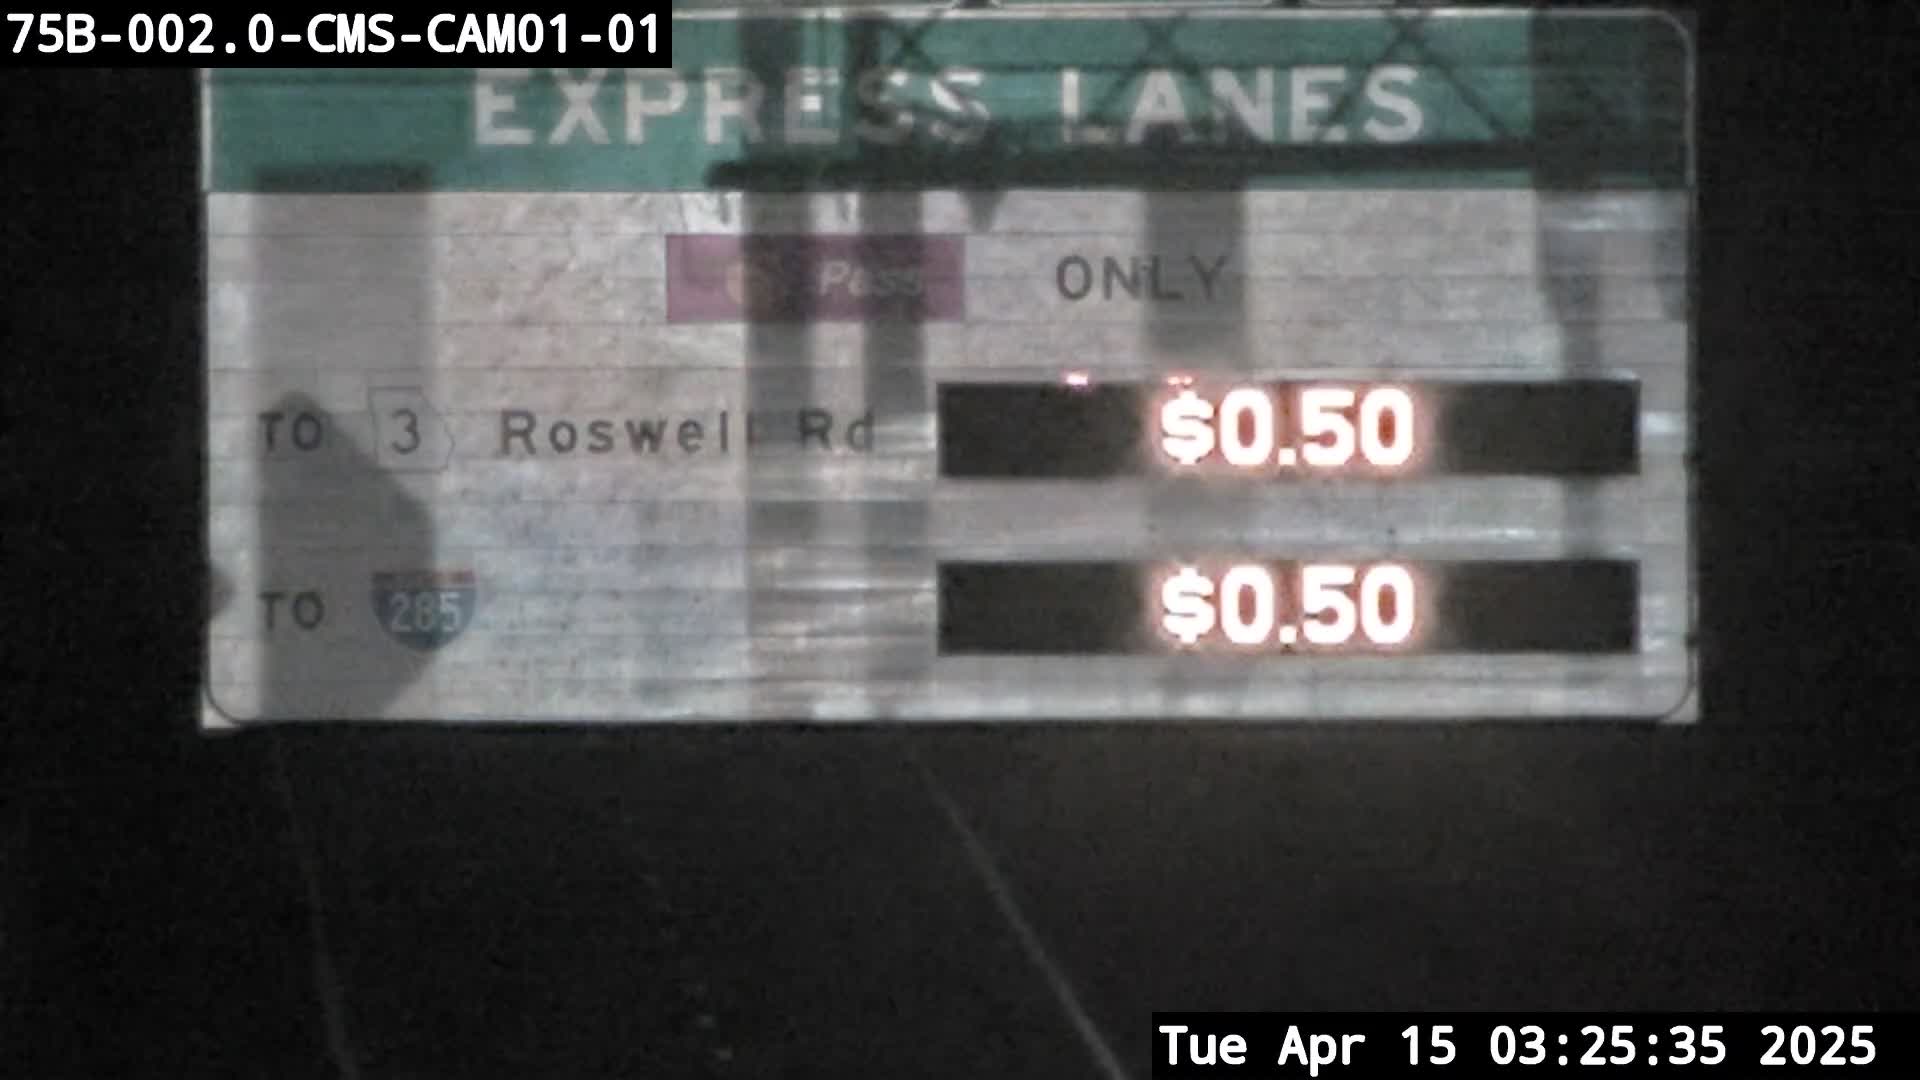 75B-002.0-CMS-CAM01-01
EXPRESS LANES
Pass ONLY
TO 3 Roswell Rd $0.50
TO 285 $0.50
Tue Apr 15 03:25:35 2025